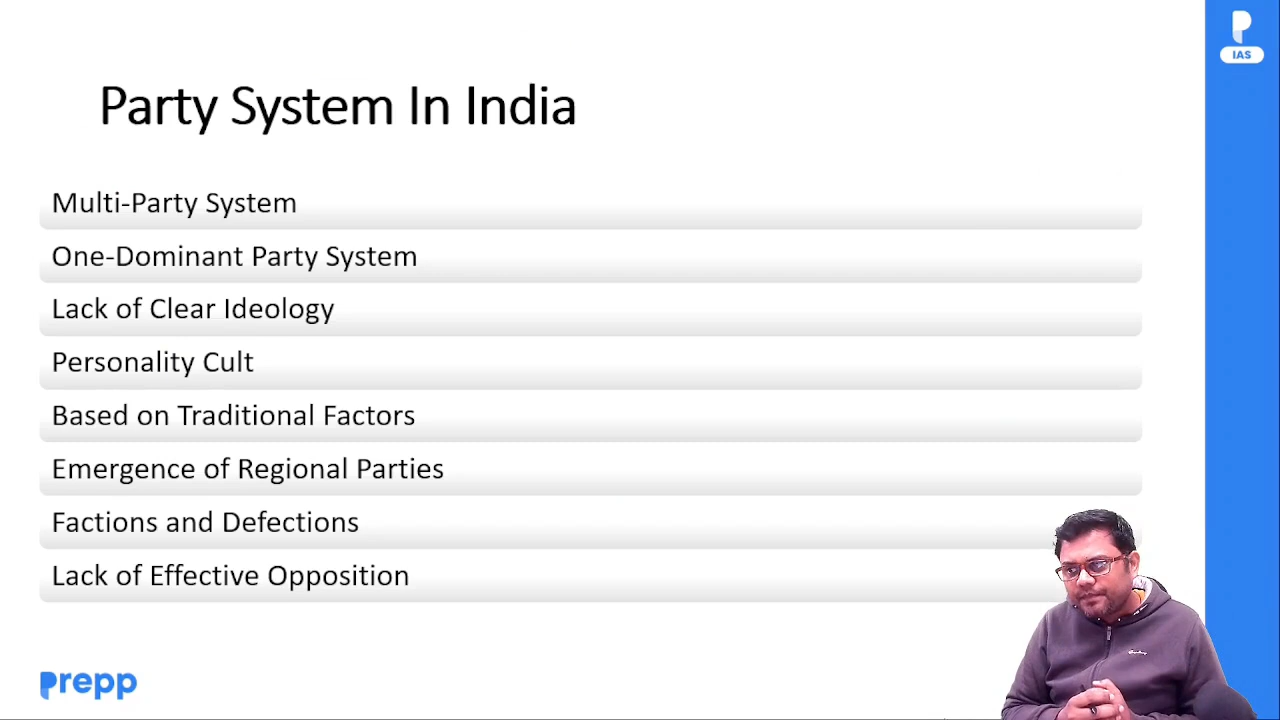 IAS
Party System In India
Multi-Party System
One-Dominant Party System
Lack of Clear Ideology
Personality Cult
Based on Traditional Factors
Emergence of Regional Parties
Factions and Defections
Lack of Effective Opposition
prepp